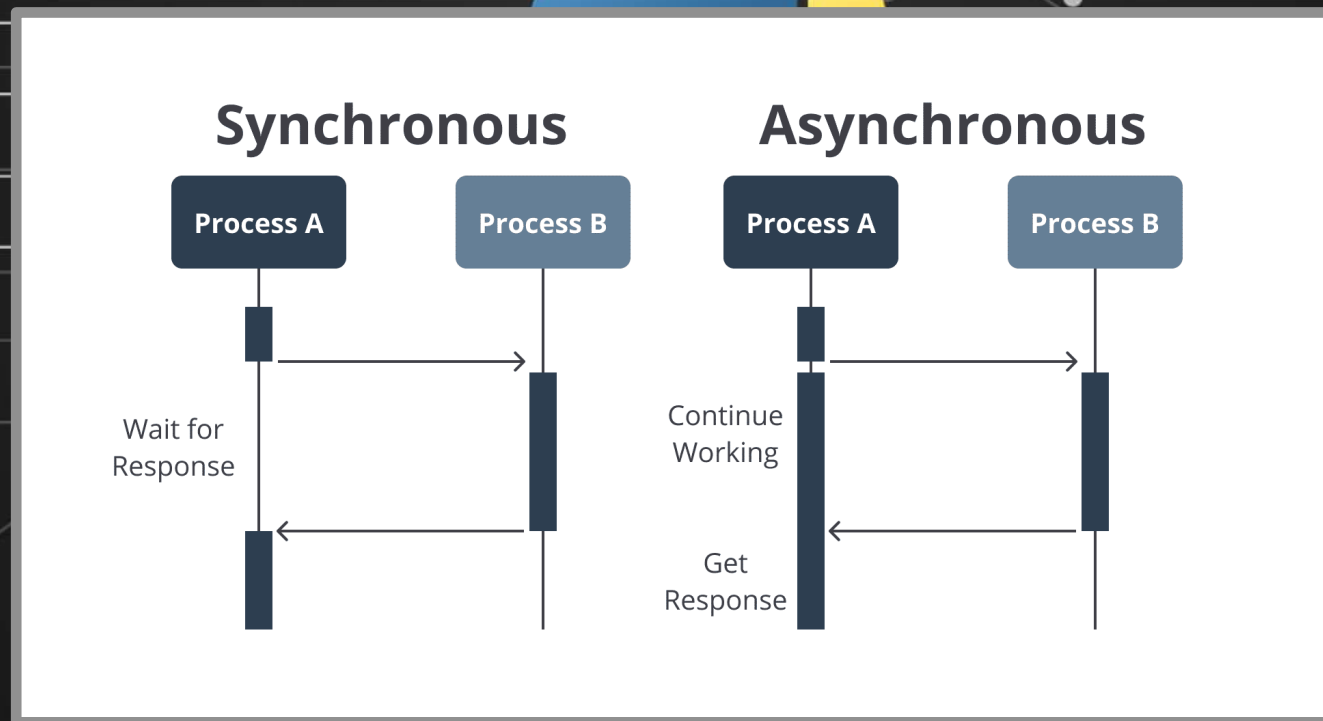 Synchronous
Process A
Process B
Wait for
Response
Asynchronous
Process A
Process B
Continue
Working
Get
Response